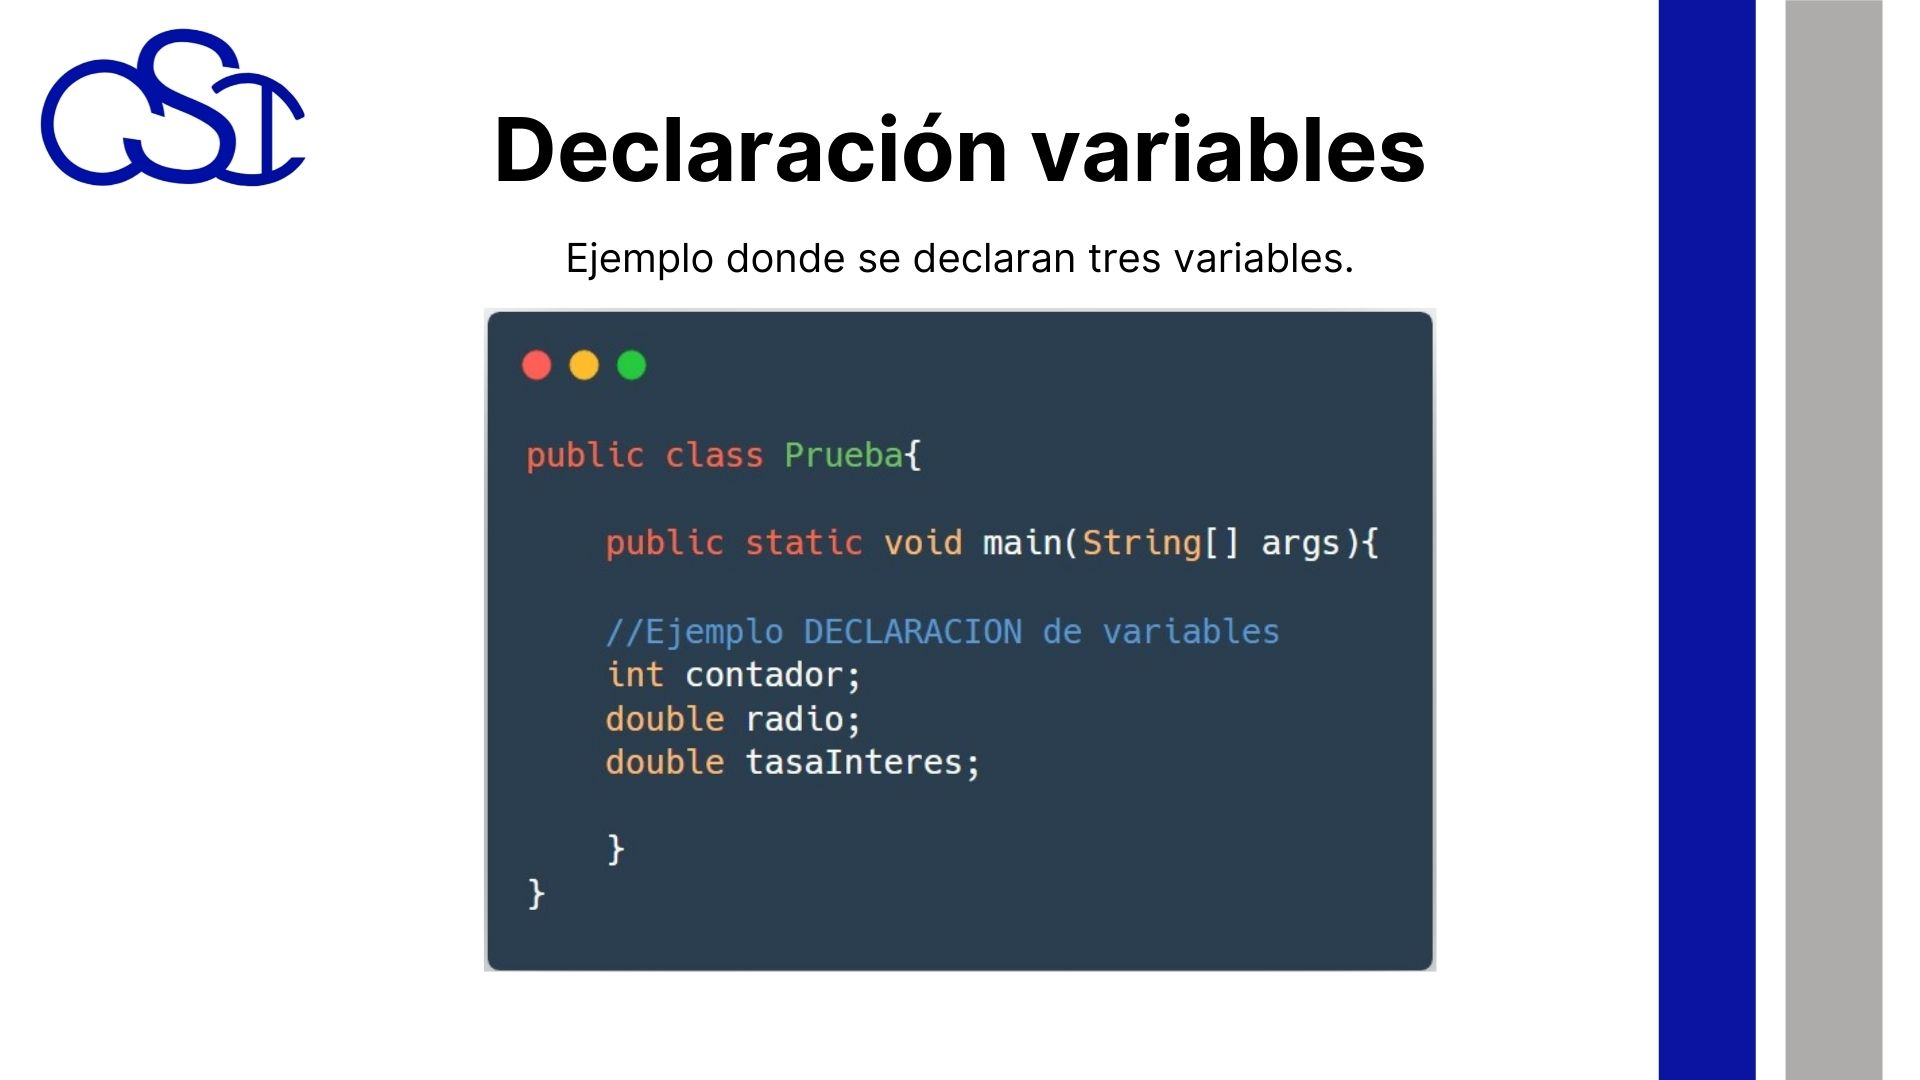 CSI
Declaración variables
Ejemplo donde se declaran tres variables.
public class Prueba{
public static void main(String[] args){
//Ejemplo DECLARACION de variables
int contador;
double radio;
double tasaInteres;
}
}